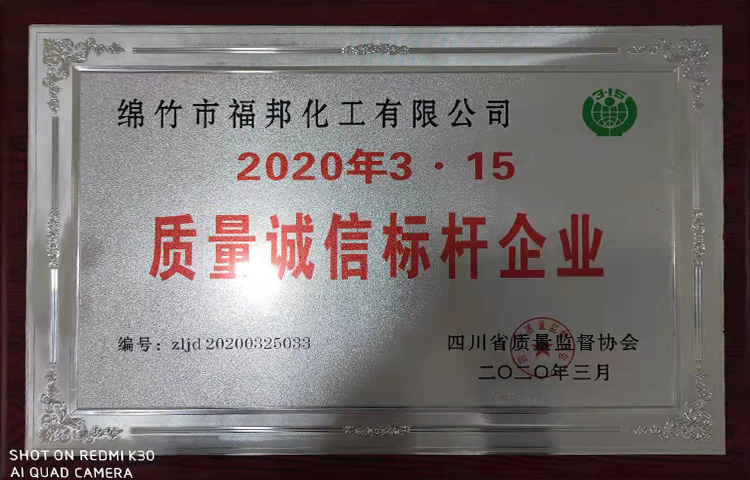 绵竹市福邦化工有限公司
3·15
2020年3·15
质量诚信标杆企业
编号：zljd 20200325033
四川省质量监督协会
二〇二〇年三月
SHOT ON REDMI K30
AI QUAD CAMERA